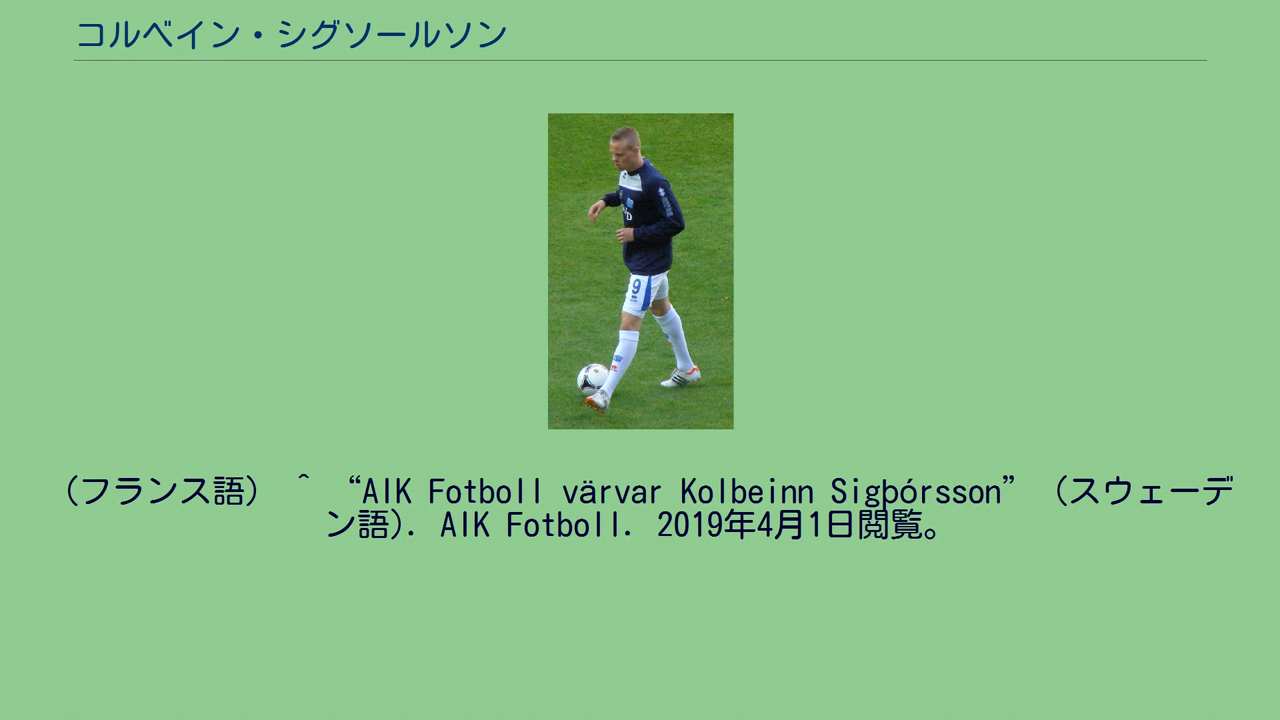 コルベイン・シグソールソン
9
(フランス語) ^ “AIK Fotboll värvar Kolbeinn Sigþórsson” (スウェーデ
ン語). AIK Fotboll. 2019年4月1日閲覧。